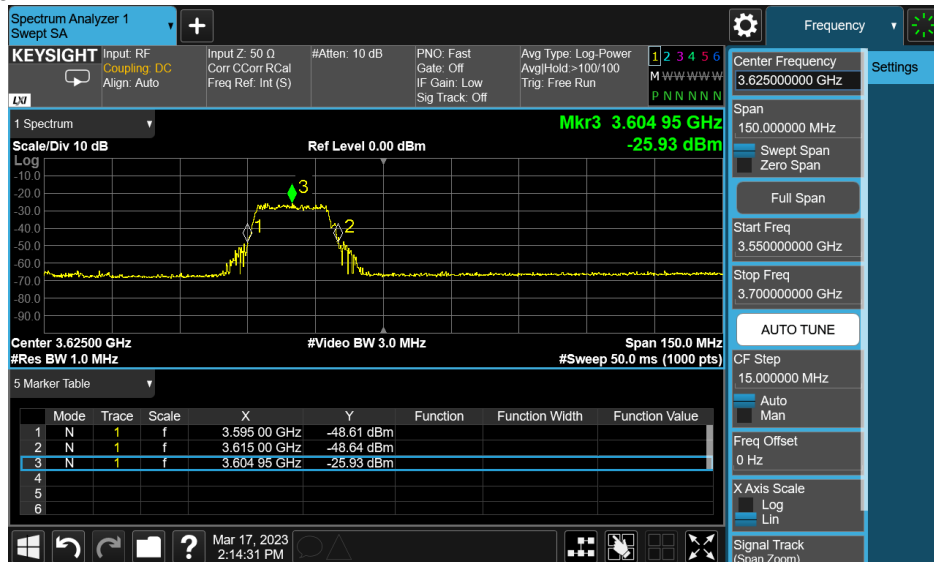 Spectrum Analyzer 1
Swept SA
+
Frequency
KEYSIGHT
LXI
Input: RF
Coupling: DC
Align: Auto
Input Z: 50 Ω
Corr CCorr RCal
Freq Ref: Int (S)
#Atten: 10 dB
PNO: Fast
Gate: Off
IF Gain: Low
Sig Track: Off
Avg Type: Log-Power
Avg|Hold:>100/100
Trig: Free Run
1 2 3 4 5 6
M W W W W W
P N N N N N
1 Spectrum
Mkr3 3.604 95 GHz
Scale/Div 10 dB
Ref Level 0.00 dBm
-25.93 dBm
Log
-10.0
-20.0
-30.0
-40.0
-50.0
-60.0
-70.0
-80.0
-90.0
3
1
2
Center 3.62500 GHz
#Video BW 3.0 MHz
Span 150.0 MHz
#Res BW 1.0 MHz
#Sweep 50.0 ms (1000 pts)
5 Marker Table
Mode Trace Scale X Y Function Function Width Function Value
1 N 1 f 3.595 00 GHz -48.61 dBm
2 N 1 f 3.615 00 GHz -48.64 dBm
3 N 1 f 3.604 95 GHz -25.93 dBm
4
5
6
?
Mar 17, 2023
2:14:31 PM
Center Frequency
3.625000000 GHz
Settings
Span
150.000000 MHz
Swept Span
Zero Span
Full Span
Start Freq
3.550000000 GHz
Stop Freq
3.700000000 GHz
AUTO TUNE
CF Step
15.000000 MHz
Auto
Man
Freq Offset
0 Hz
X Axis Scale
Log
Lin
Signal Track
(Span Zoom)